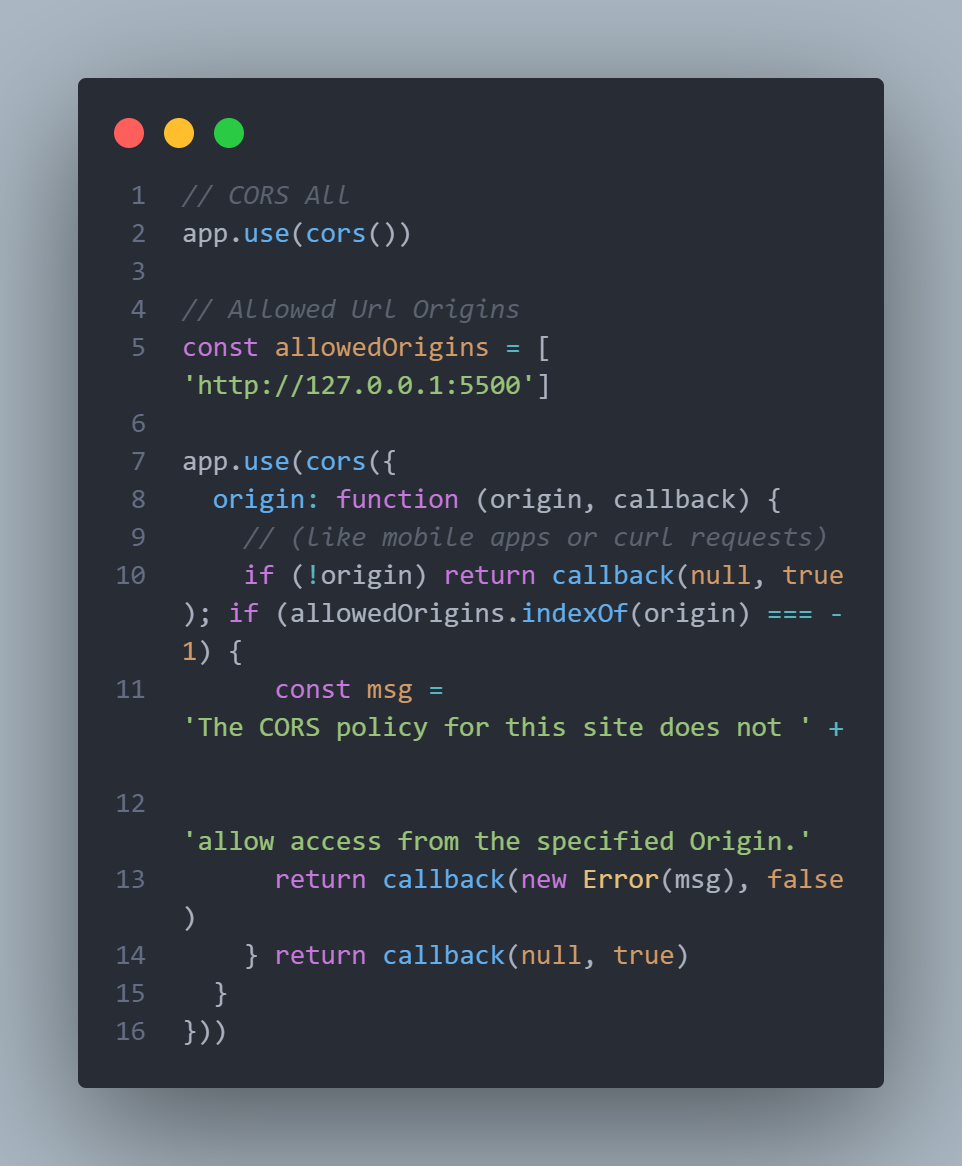 1 // CORS All
2 app.use(cors())
3
4 // Allowed Url Origins
5 const allowedOrigins = [
'http://127.0.0.1:5500']
6
7 app.use(cors({
8   origin: function (origin, callback) {
9     // (like mobile apps or curl requests)
10     if (!origin) return callback(null, true
); if (allowedOrigins.indexOf(origin) === -
1) {
11       const msg =
'The CORS policy for this site does not ' +
12
'allow access from the specified Origin.'
13       return callback(new Error(msg), false
)
14     } return callback(null, true)
15   }
16 }))